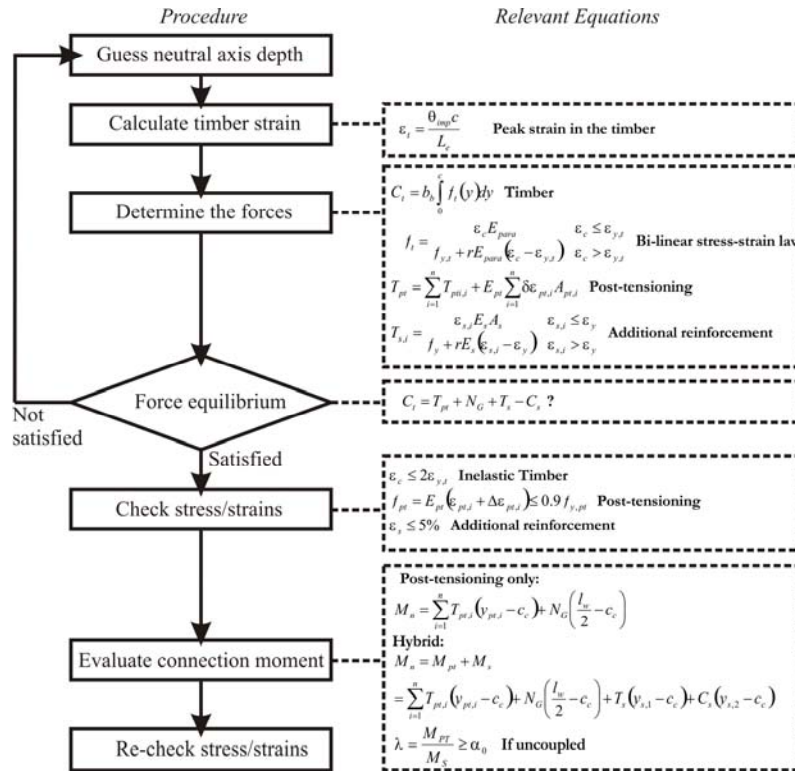 Procedure
Relevant Equations
Guess neutral axis depth
Calculate timber strain
ε_t = θ_imp c / L_c   Peak strain in the timber
Determine the forces
C_t = b_b ∫_0^c f_t(y)dy   Timber
f_t = ε_c E_para   ε_c ≤ ε_y,t
f_y,t + rE_para(ε_c − ε_y,t)   ε_c > ε_y,t   Bi-linear stress-strain law
T_pt = ∑_{i=1}^n T_pti,i + E_pt ∑_{i=1}^n δε_pt,i A_pt,i   Post-tensioning
T_s,i = ε_s,i E_s A_s   ε_s,i ≤ ε_y
f_y + rE_s(ε_s,i − ε_y)   ε_s,i > ε_y   Additional reinforcement
Force equilibrium
C_t = T_pt + N_G + T_s − C_s ?
Not
satisfied
Satisfied
Check stress/strains
ε_c ≤ 2ε_y,t   Inelastic Timber
f_pt = E_pt(ε_pt,i + Δε_pt,i) ≤ 0.9 f_y,pt   Post-tensioning
ε_s ≤ 5%   Additional reinforcement
Evaluate connection moment
Post-tensioning only:
M_n = ∑_{i=1}^n T_pt,i(y_pt,i − c_c) + N_G(l_w/2 − c_c)
Hybrid:
M_n = M_pt + M_s
= ∑_{i=1}^n T_pt,i(y_pt,i − c_c) + N_G(l_w/2 − c_c) + T_s(y_s,1 − c_c) + C_s(y_s,2 − c_c)
λ = M_PT / M_S ≥ α_0   If uncoupled
Re-check stress/strains